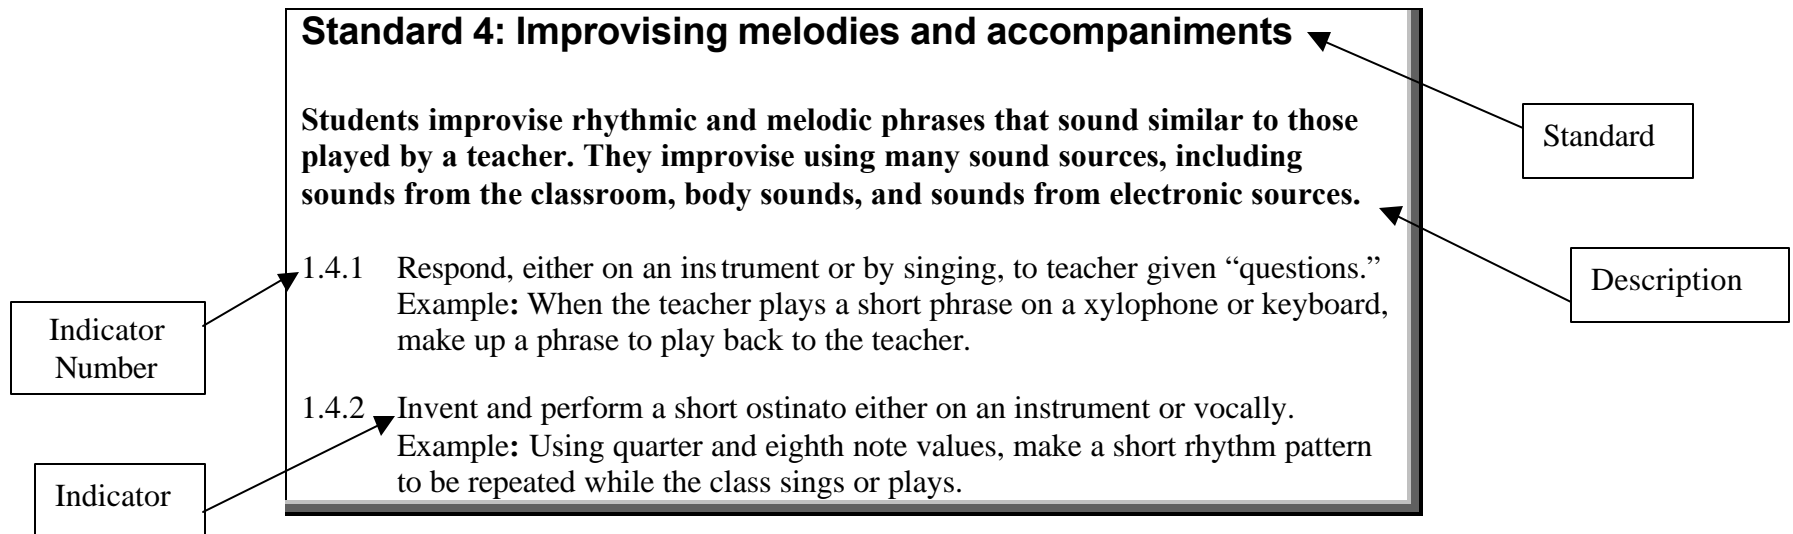 Standard 4: Improvising melodies and accompaniments
Standard
Students improvise rhythmic and melodic phrases that sound similar to those
played by a teacher. They improvise using many sound sources, including
sounds from the classroom, body sounds, and sounds from electronic sources.
Description
1.4.1 Respond, either on an instrument or by singing, to teacher given “questions.”
Example: When the teacher plays a short phrase on a xylophone or keyboard,
make up a phrase to play back to the teacher.
Indicator
Number
1.4.2 Invent and perform a short ostinato either on an instrument or vocally.
Example: Using quarter and eighth note values, make a short rhythm pattern
to be repeated while the class sings or plays.
Indicator